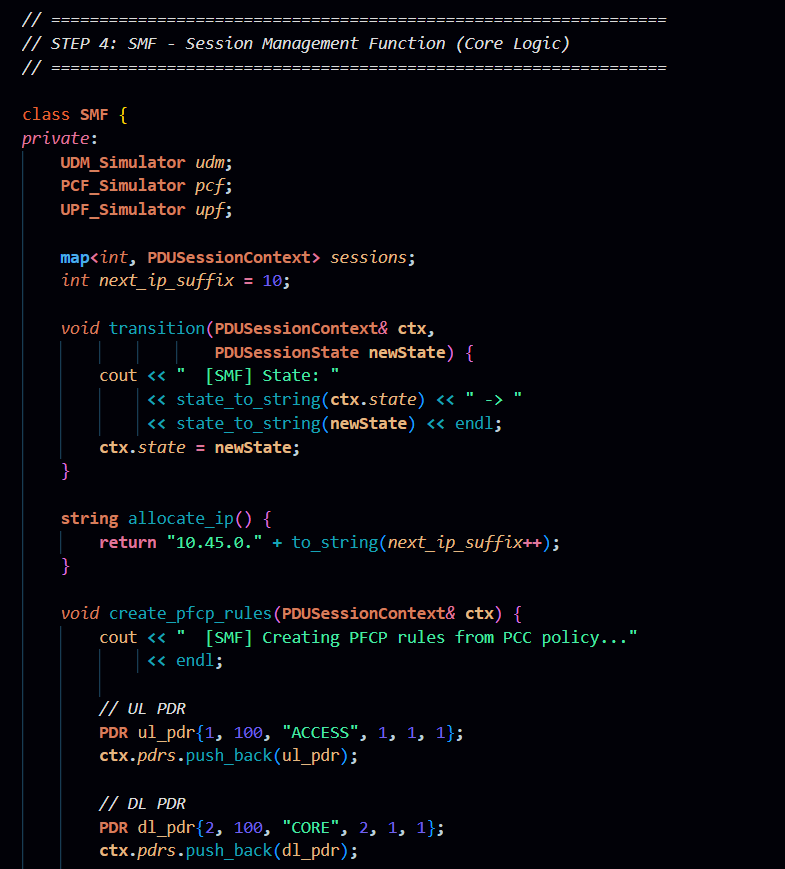 // ================================================================
// STEP 4: SMF - Session Management Function (Core Logic)
// ================================================================
class SMF {
private:
    UDM_Simulator udm;
    PCF_Simulator pcf;
    UPF_Simulator upf;

    map<int, PDUSessionContext> sessions;
    int next_ip_suffix = 10;

    void transition(PDUSessionContext& ctx,
                    PDUSessionState newState) {
        cout << "  [SMF] State: "
             << state_to_string(ctx.state) << " -> "
             << state_to_string(newState) << endl;
        ctx.state = newState;
    }

    string allocate_ip() {
        return "10.45.0." + to_string(next_ip_suffix++);
    }

    void create_pfcp_rules(PDUSessionContext& ctx) {
        cout << "  [SMF] Creating PFCP rules from PCC policy..."
             << endl;

        // UL PDR
        PDR ul_pdr{1, 100, "ACCESS", 1, 1, 1};
        ctx.pdrs.push_back(ul_pdr);

        // DL PDR
        PDR dl_pdr{2, 100, "CORE", 2, 1, 1};
        ctx.pdrs.push_back(dl_pdr);